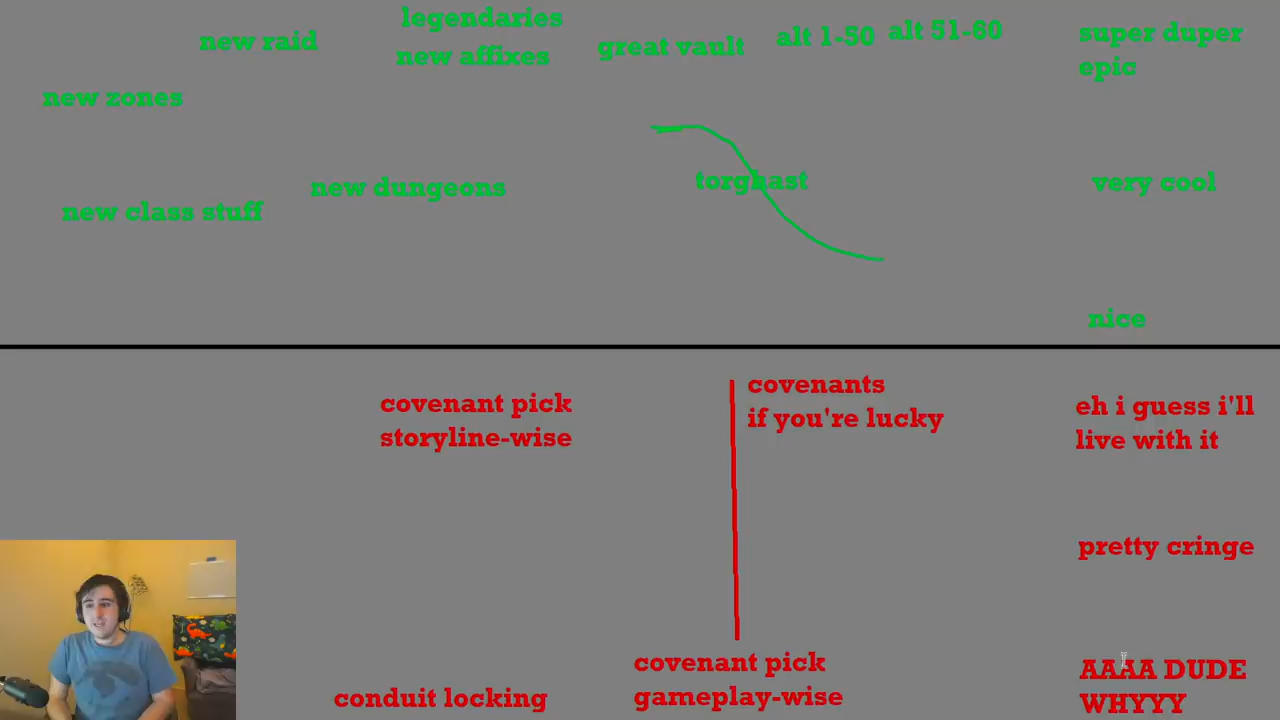 legendaries
new raid
new affixes
great vault
alt 1-50
alt 51-60
super duper
epic
new zones
new class stuff
new dungeons
torghast
very cool
nice
covenant pick
storyline-wise
covenants
if you're lucky
eh i guess i'll
live with it
pretty cringe
conduit locking
covenant pick
gameplay-wise
AAAA DUDE
WHYYY